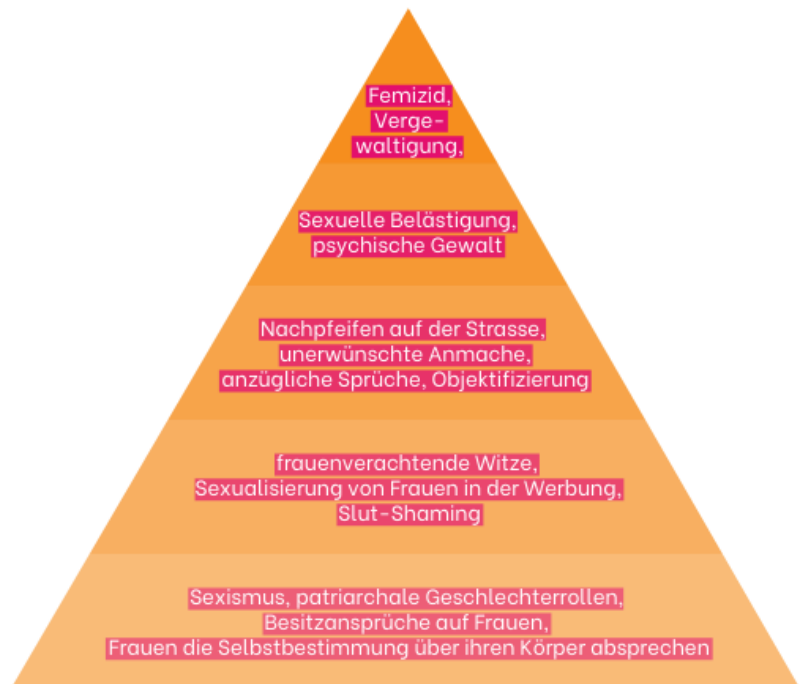 Femizid,
Verge-
waltigung,
Sexuelle Belästigung,
psychische Gewalt
Nachpfeifen auf der Strasse,
unerwünschte Anmache,
anzügliche Sprüche, Objektifizierung
frauenverachtende Witze,
Sexualisierung von Frauen in der Werbung,
Slut-Shaming
Sexismus, patriarchale Geschlechterrollen,
Besitzansprüche auf Frauen,
Frauen die Selbstbestimmung über ihren Körper absprechen